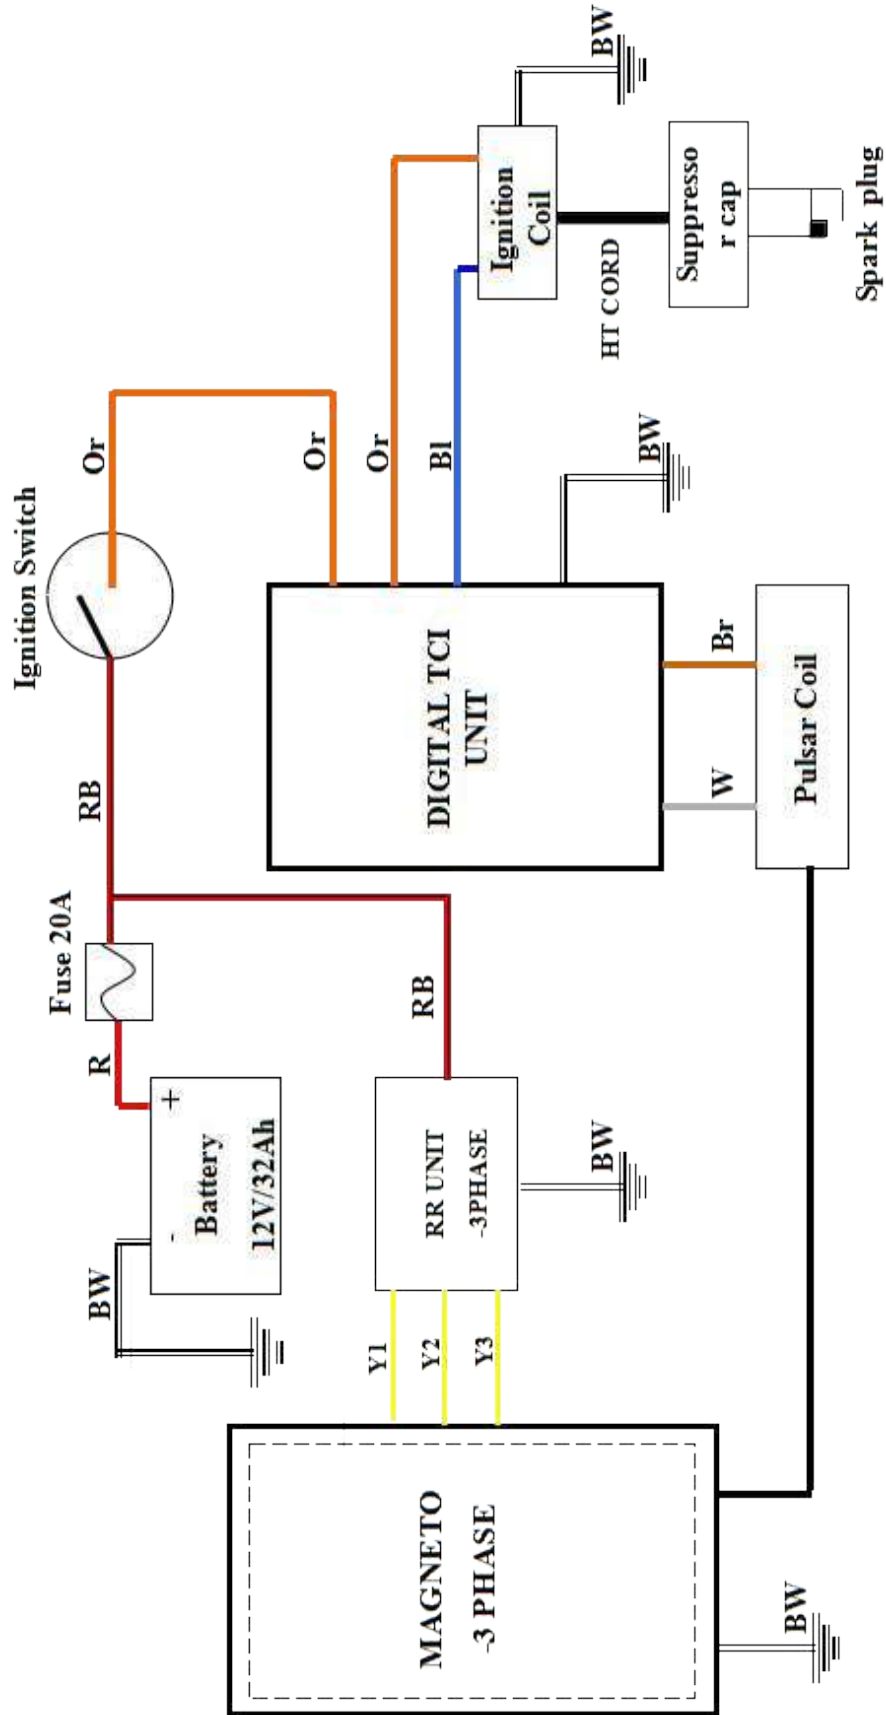 Ignition Switch
Fuse 20A
R
RB
Or
BW
-
+
Battery
12V/32Ah
RB
Or
Or
Bl
BW
Ignition
Coil
HT CORD
Suppresso
r cap
Spark plug
DIGITAL TCI
UNIT
BW
Y1
Y2
Y3
RR UNIT
-3PHASE
BW
W
Br
Pulsar Coil
MAGNETO
-3 PHASE
BW